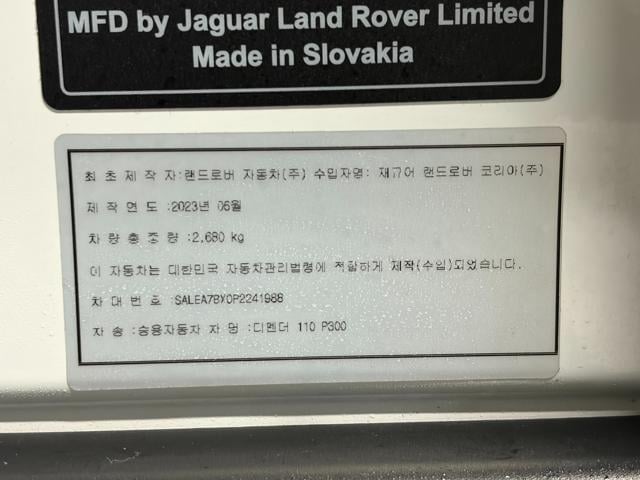 MFD by Jaguar Land Rover Limited
Made in Slovakia
최 초 제 작 자:랜드로버 자동차(주) 수입자명: 재규어 랜드로버 코리아(주)
제 작 연 도 :2023년 06월
차 량 총 중 량 :2,680 kg
이 자동차는 대한민국 자동차관리법령에 적합하게 제작(수입)되었습니다.
차 대 번 호 :SALEA7BY0P2241988
차 종 :승용자동차 차 명 :디펜더 110 P300